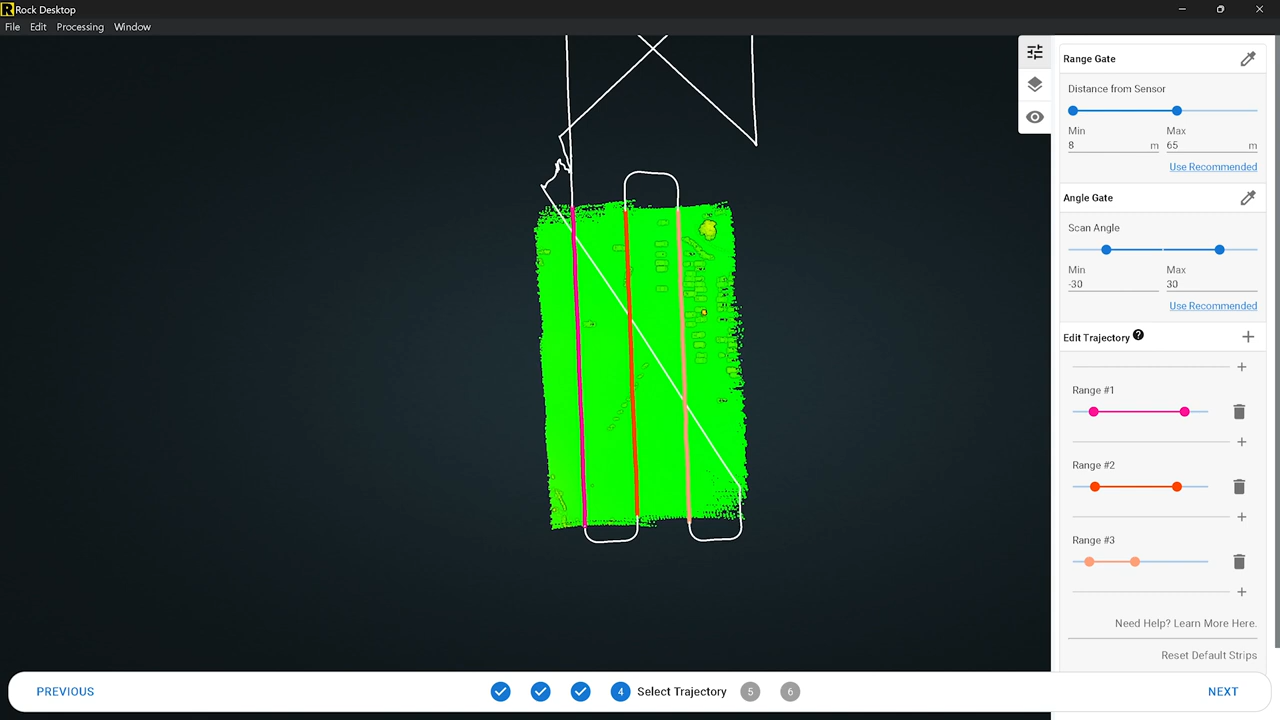 R Rock Desktop
File Edit Processing Window
Range Gate
Distance from Sensor
Min Max
8 m 65 m
Use Recommended
Angle Gate
Scan Angle
Min Max
-30 30
Use Recommended
Edit Trajectory ?
Range #1
Range #2
Range #3
Need Help? Learn More Here.
Reset Default Strips
PREVIOUS 4 Select Trajectory 5 6 NEXT